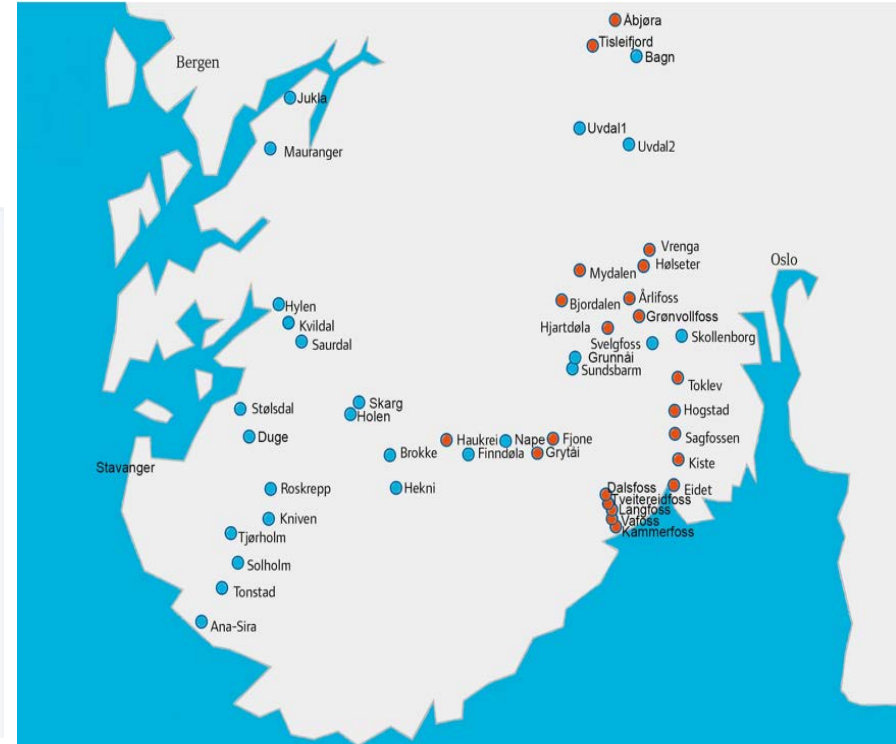 Åbjøra
Tisleifjord
Bagn
Bergen
Jukla
Uvdal1
Mauranger
Uvdal2
Vrenga
Hølseter
Oslo
Mydalen
Årlifoss
Bjordalen
Hylen
Grønvollfoss
Kvildal
Hjartdøla
Skollenborg
Saurdal
Svelgfoss
Grunnåi
Sundsbarm
Toklev
Skarg
Stølsdal
Holen
Hogstad
Duge
Haukrei
Nape
Fjone
Sagfossen
Brokke
Finndøla
Grytåi
Stavanger
Kiste
Roskrepp
Hekni
Dalsfoss
Eidet
Tveitereidfoss
Langfoss
Kniven
Vafoss
Tjørholm
Kammerfoss
Solholm
Tonstad
Ana-Sira